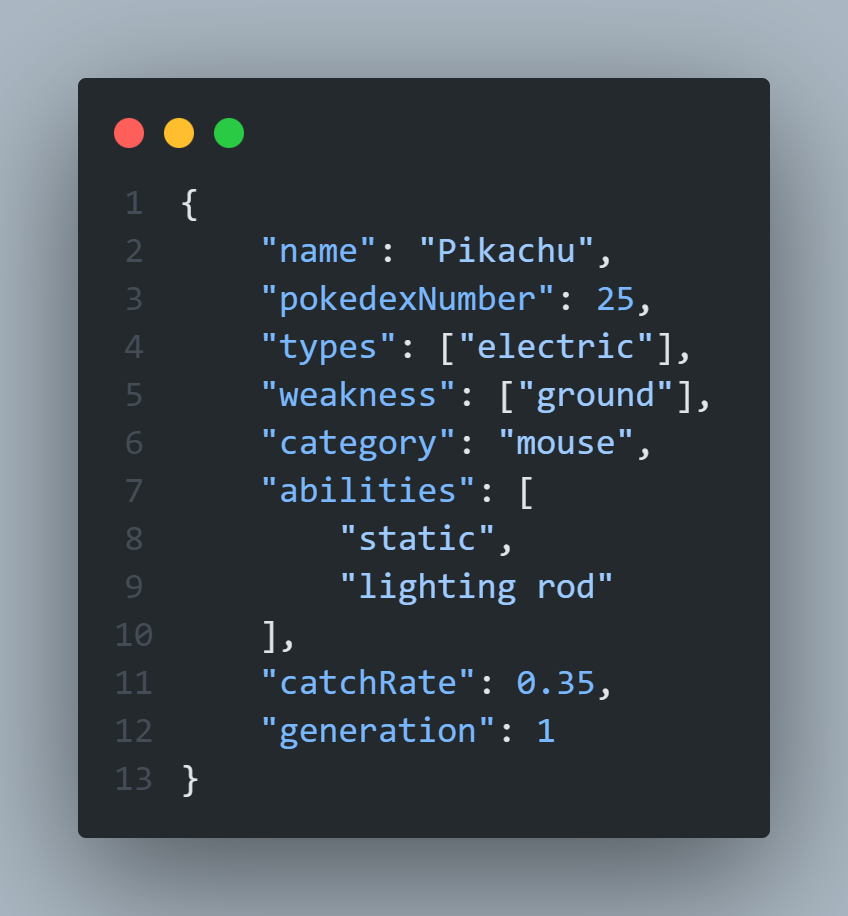 1 {
2     "name": "Pikachu",
3     "pokedexNumber": 25,
4     "types": ["electric"],
5     "weakness": ["ground"],
6     "category": "mouse",
7     "abilities": [
8         "static",
9         "lighting rod"
10     ],
11     "catchRate": 0.35,
12     "generation": 1
13 }